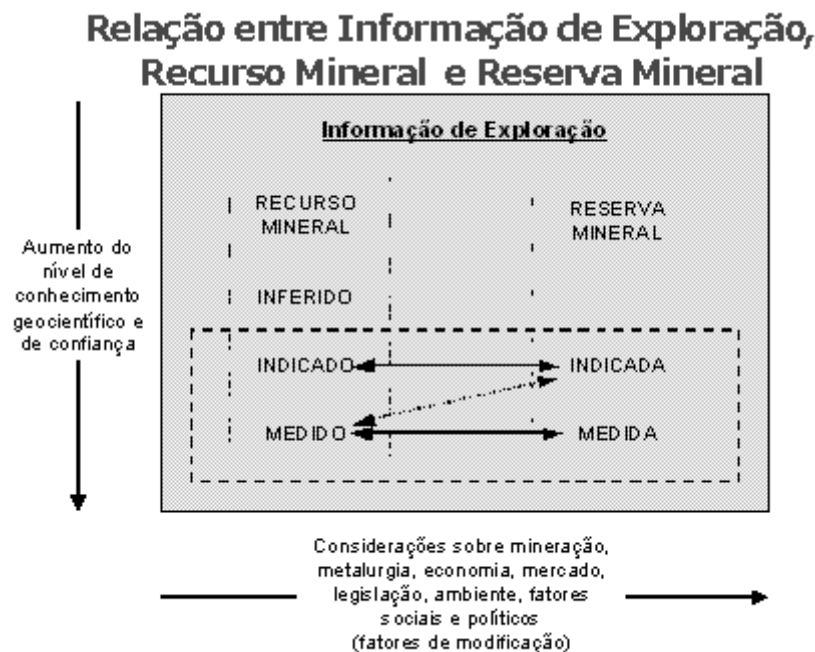 Relação entre Informação de Exploração,
Recurso Mineral e Reserva Mineral
Informação de Exploração
RECURSO
MINERAL
RESERVA
MINERAL
Aumento do
nível de
conhecimento
geocientífico e
de confiança
INFERIDO
INDICADO
INDICADA
MEDIDO
MEDIDA
Considerações sobre mineração,
metalurgia, economia, mercado,
legislação, ambiente, fatores
sociais e políticos
(fatores de modificação)